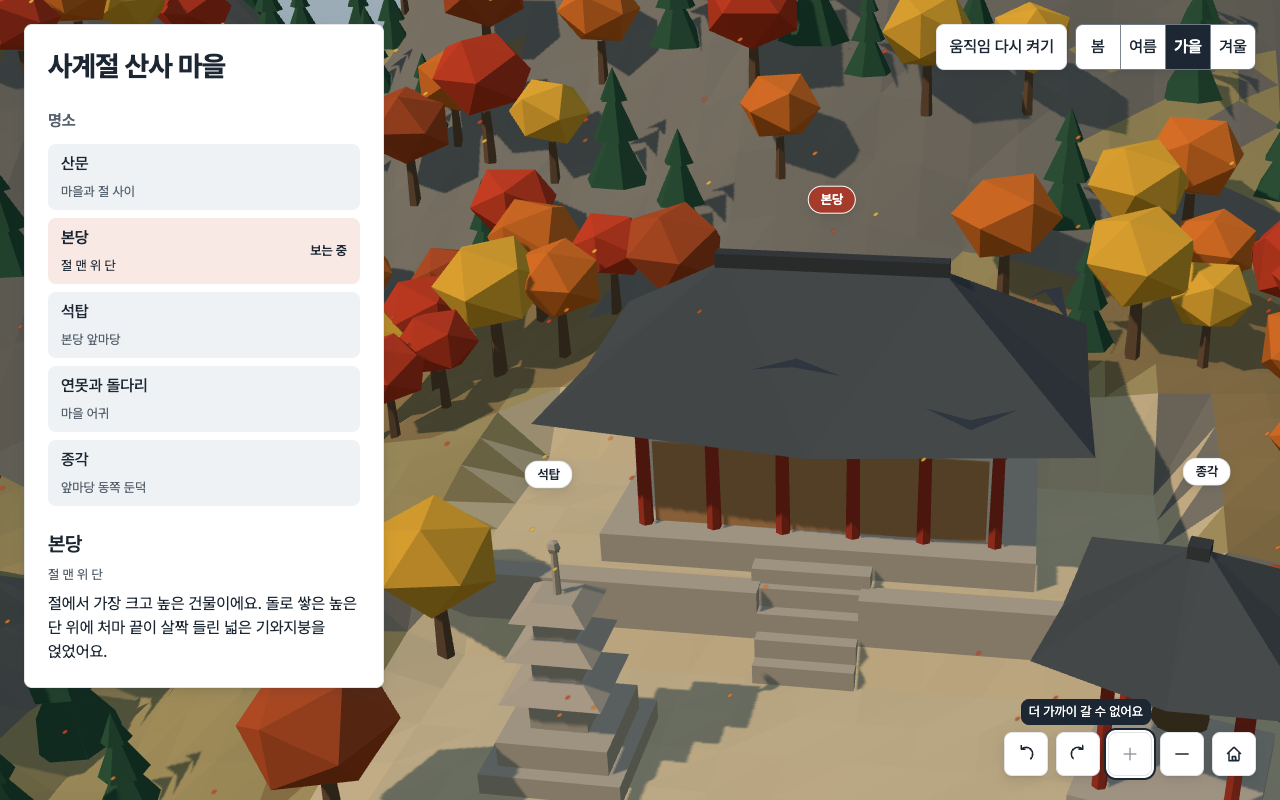 사계절 산사 마을
움직임 다시 켜기
봄
여름
가을
겨울
명소
산문
마을과 절 사이
본당
절 맨 위 단
보는 중
석탑
본당 앞마당
연못과 돌다리
마을 어귀
종각
앞마당 동쪽 둔덕
본당
절 맨 위 단
절에서 가장 크고 높은 건물이에요. 돌로 쌓은 높은
단 위에 처마 끝이 살짝 들린 넓은 기와지붕을
얹었어요.
본당
석탑
종각
더 가까이 갈 수 없어요